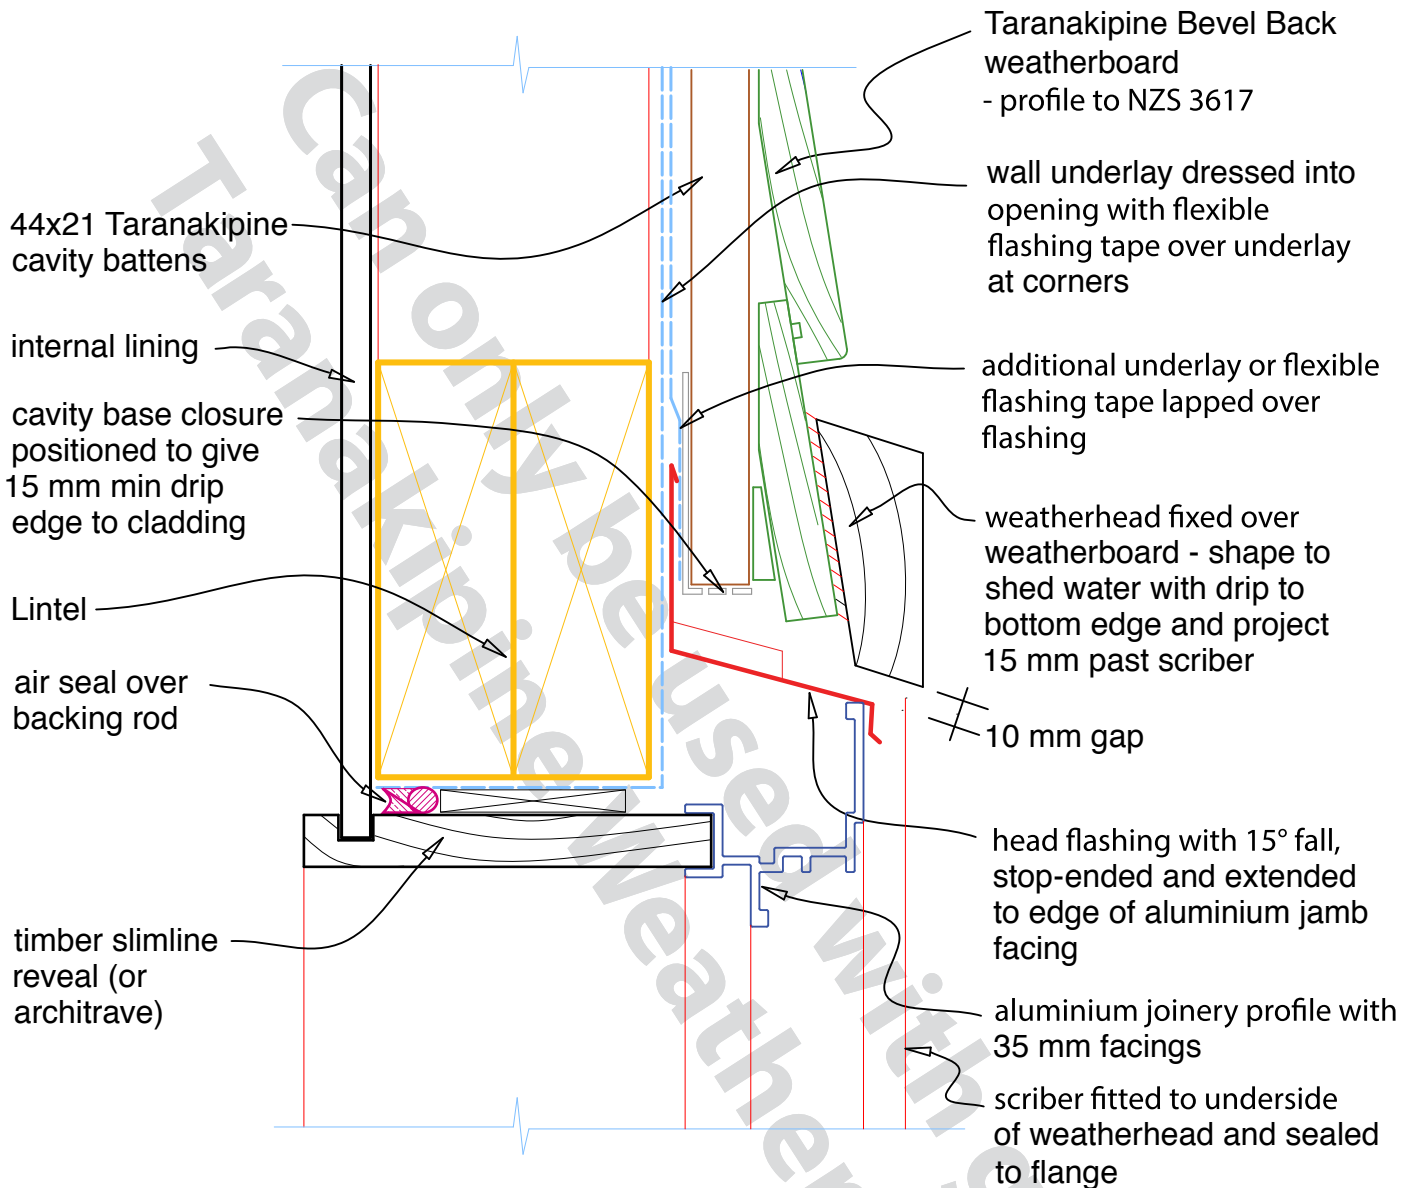 Taranakipine Bevel Back
weatherboard
- profile to NZS 3617
wall underlay dressed into
opening with flexible
flashing tape over underlay
at corners
additional underlay or flexible
flashing tape lapped over
flashing
weatherhead fixed over
weatherboard - shape to
shed water with drip to
bottom edge and project
15 mm past scriber
10 mm gap
head flashing with 15° fall,
stop-ended and extended
to edge of aluminium jamb
facing
aluminium joinery profile with
35 mm facings
scriber fitted to underside
of weatherhead and sealed
to flange
44x21 Taranakipine
cavity battens
internal lining
cavity base closure
positioned to give
15 mm min drip
edge to cladding
Lintel
air seal over
backing rod
timber slimline
reveal (or
architrave)
Can only be used with
Taranakipine Weather